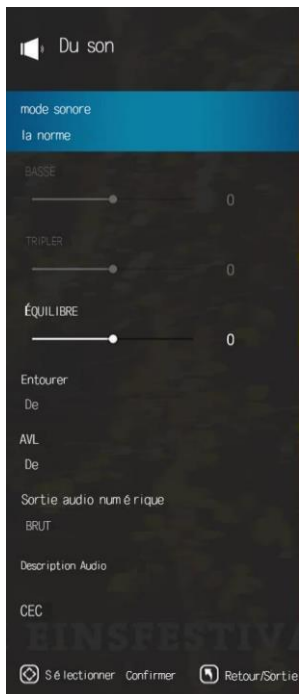 Du son
mode sonore
la norme
BASSE
0
TRIPLER
0
ÉQUILIBRE
0
Entourer
De
AVL
De
Sortie audio numérique
BRUT
Description Audio
CEC
EINSFESTIVA
Sélectionner Confirmer Retour/Sortie